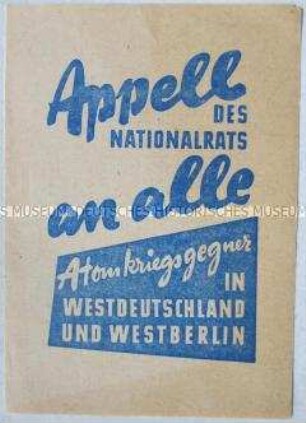 Appell
DES
NATIONALRATS
an alle
Atomkriegsgegner
IN
WESTDEUTSCHLAND
UND WESTBERLIN